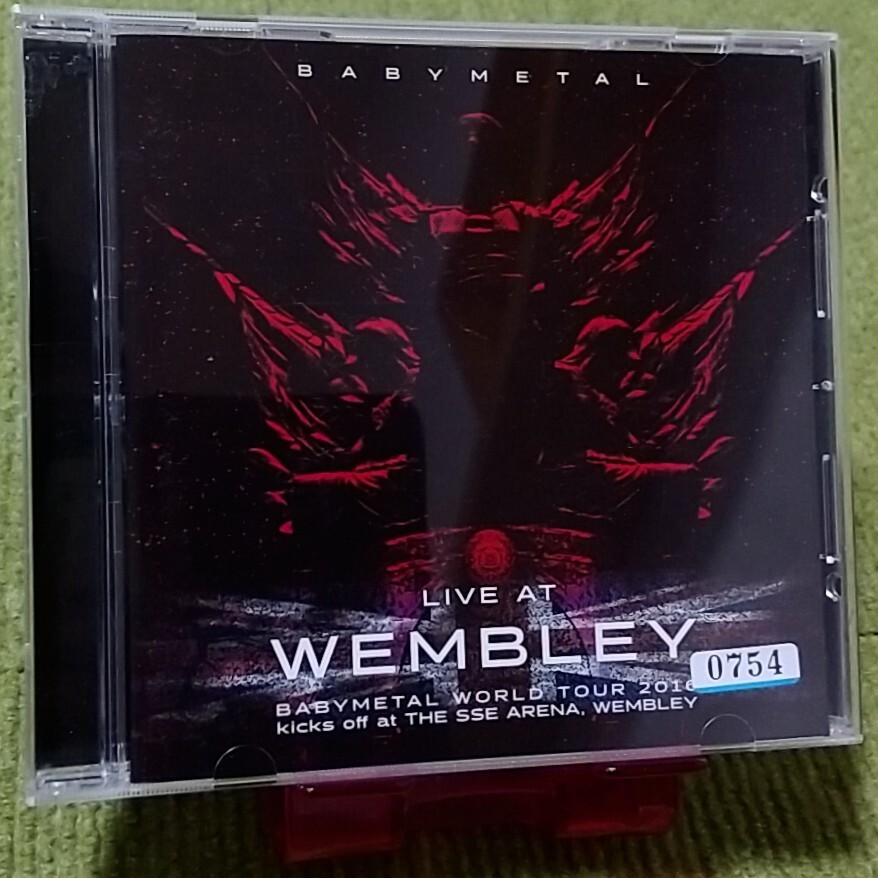 BABYMETAL
LIVE AT
WEMBLEY
0754
BABYMETAL WORLD TOUR 2016
kicks off at THE SSE ARENA, WEMBLEY